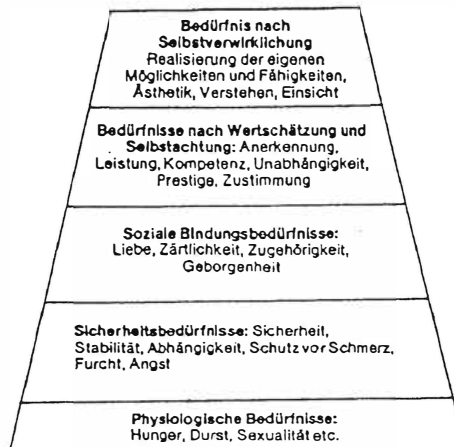 Bedürfnis nach
Selbstverwirklichung
Realisierung der eigenen
Möglichkeiten und Fähigkeiten,
Ästhetik, Verstehen, Einsicht
Bedürfnisse nach Wertschätzung und
Selbstachtung: Anerkennung,
Leistung, Kompetenz, Unabhängigkeit,
Prestige, Zustimmung
Soziale Bindungsbedürfnisse:
Liebe, Zärtlichkeit, Zugehörigkeit,
Geborgenheit
Sicherheitsbedürfnisse: Sicherheit,
Stabilität, Abhängigkeit, Schutz vor Schmerz,
Furcht, Angst
Physiologische Bedürfnisse:
Hunger, Durst, Sexualität etc.